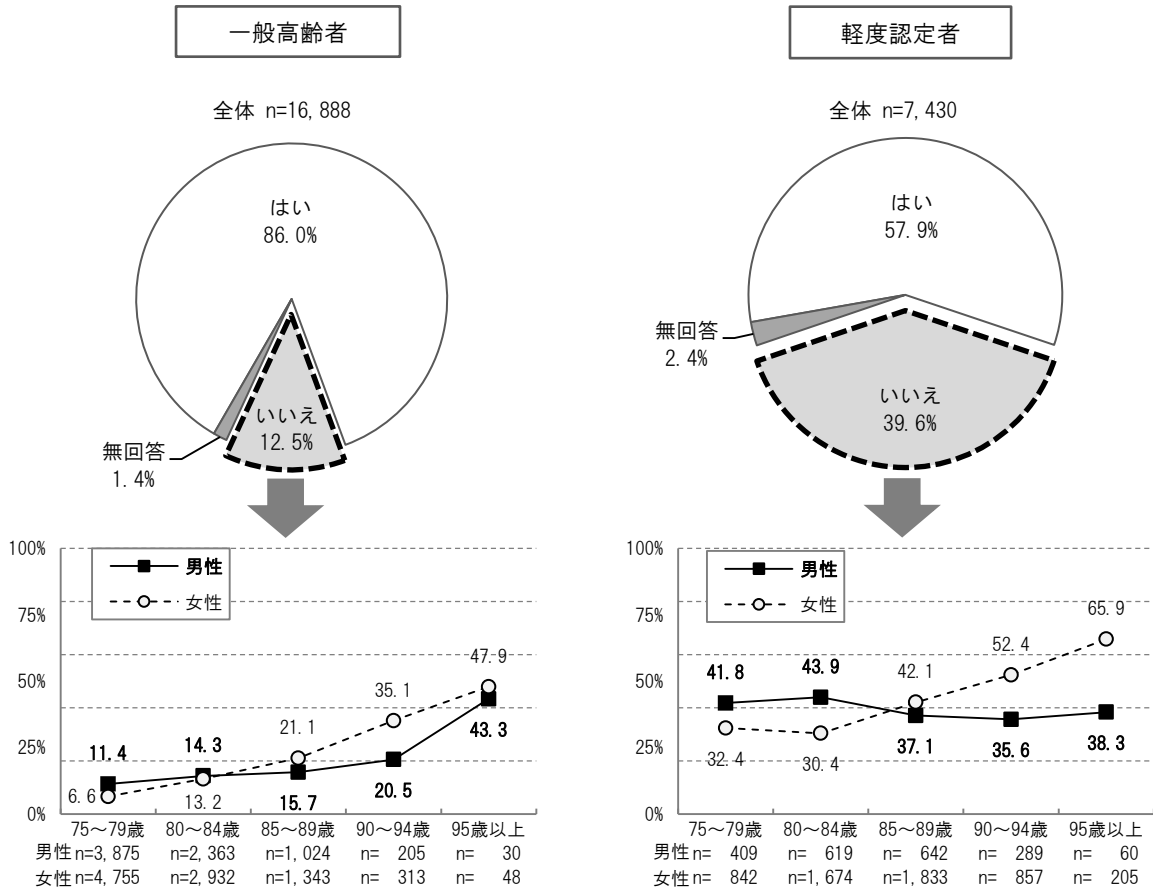 一般高齢者
全体 n=16,888
はい
86.0%
いいえ
12.5%
無回答
1.4%
100%
75%
50%
25%
0%
男性
女性
11.4
14.3
15.7
20.5
43.3
6.6
13.2
21.1
35.1
47.9
75～79歳 80～84歳 85～89歳 90～94歳 95歳以上
男性 n=3,875 n=2,363 n=1,024 n= 205 n= 30
女性 n=4,755 n=2,932 n=1,343 n= 313 n= 48
軽度認定者
全体 n=7,430
はい
57.9%
無回答
2.4%
いいえ
39.6%
100%
75%
50%
25%
0%
男性
女性
41.8
43.9
37.1
35.6
38.3
32.4
30.4
42.1
52.4
65.9
75～79歳 80～84歳 85～89歳 90～94歳 95歳以上
男性 n= 409 n= 619 n= 642 n= 289 n= 60
女性 n= 842 n=1,674 n=1,833 n= 857 n= 205